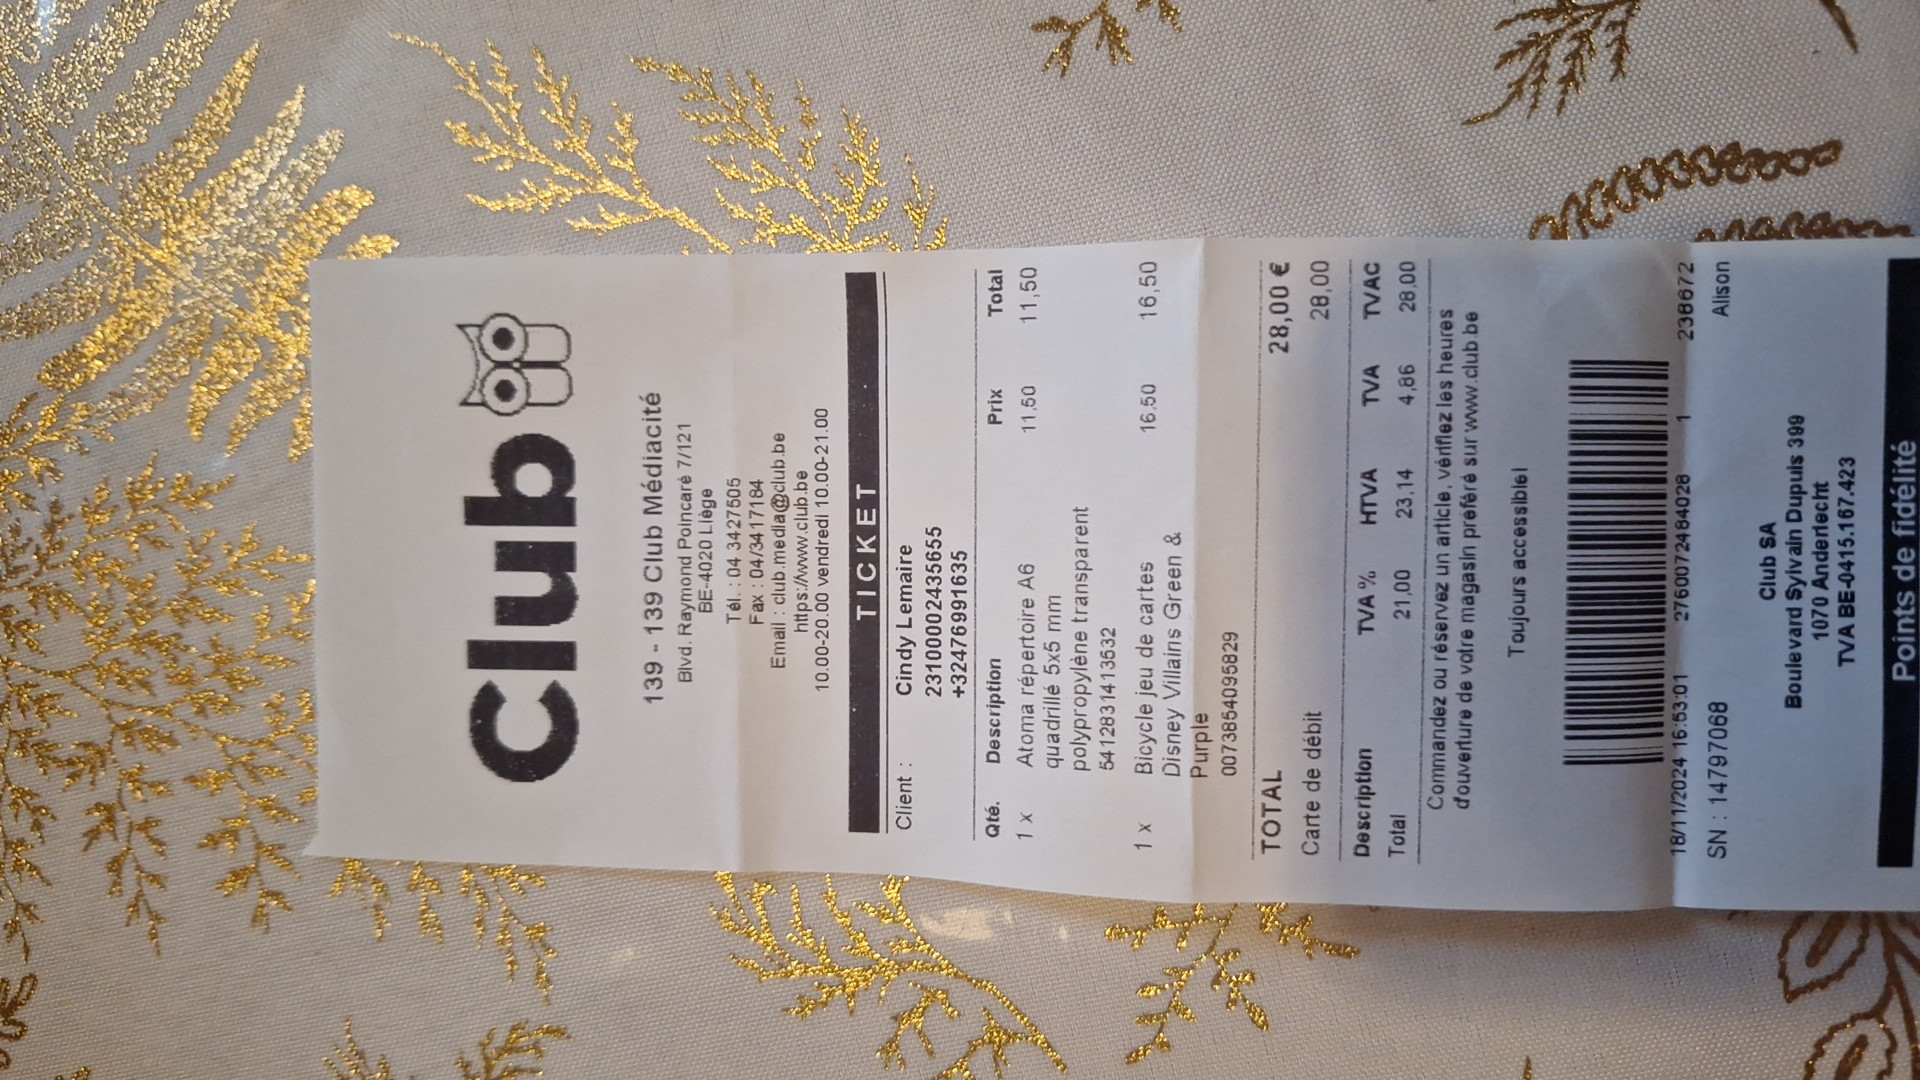 Club
139 - 139 Club Médiacité
Blvd. Raymond Poincaré 7/121
BE-4020 Liège
Tél. : 04 3427505
Fax : 04/3417184
Email : club.media@club.be
https://www.club.be
10.00-20.00 vendredi 10.00-21.00
TICKET
Client : Cindy Lemaire
23100002435655
+32476991635
Qté. Description Prix Total
1 x Atoma répertoire A6 11,50 11,50
quadrillé 5x5 mm
polypropylène transparent
5412831413532
1 x Bicycle jeu de cartes 16,50 16,50
Disney Villains Green &
Purple
0073854095829
TOTAL 28,00 €
Carte de débit 28,00
Description TVA % HTVA TVA TVAC
Total 21,00 23,14 4,86 28,00
Commandez ou réservez un article, vérifiez les heures
d'ouverture de votre magasin préféré sur www.club.be
Toujours accessible!
18/11/2024 16:53:01 2760072484028 1 238672
SN : 14797068 Alison
Club SA
Boulevard Sylvain Dupuis 399
1070 Anderlecht
TVA BE-0415.167.423
Points de fidélité